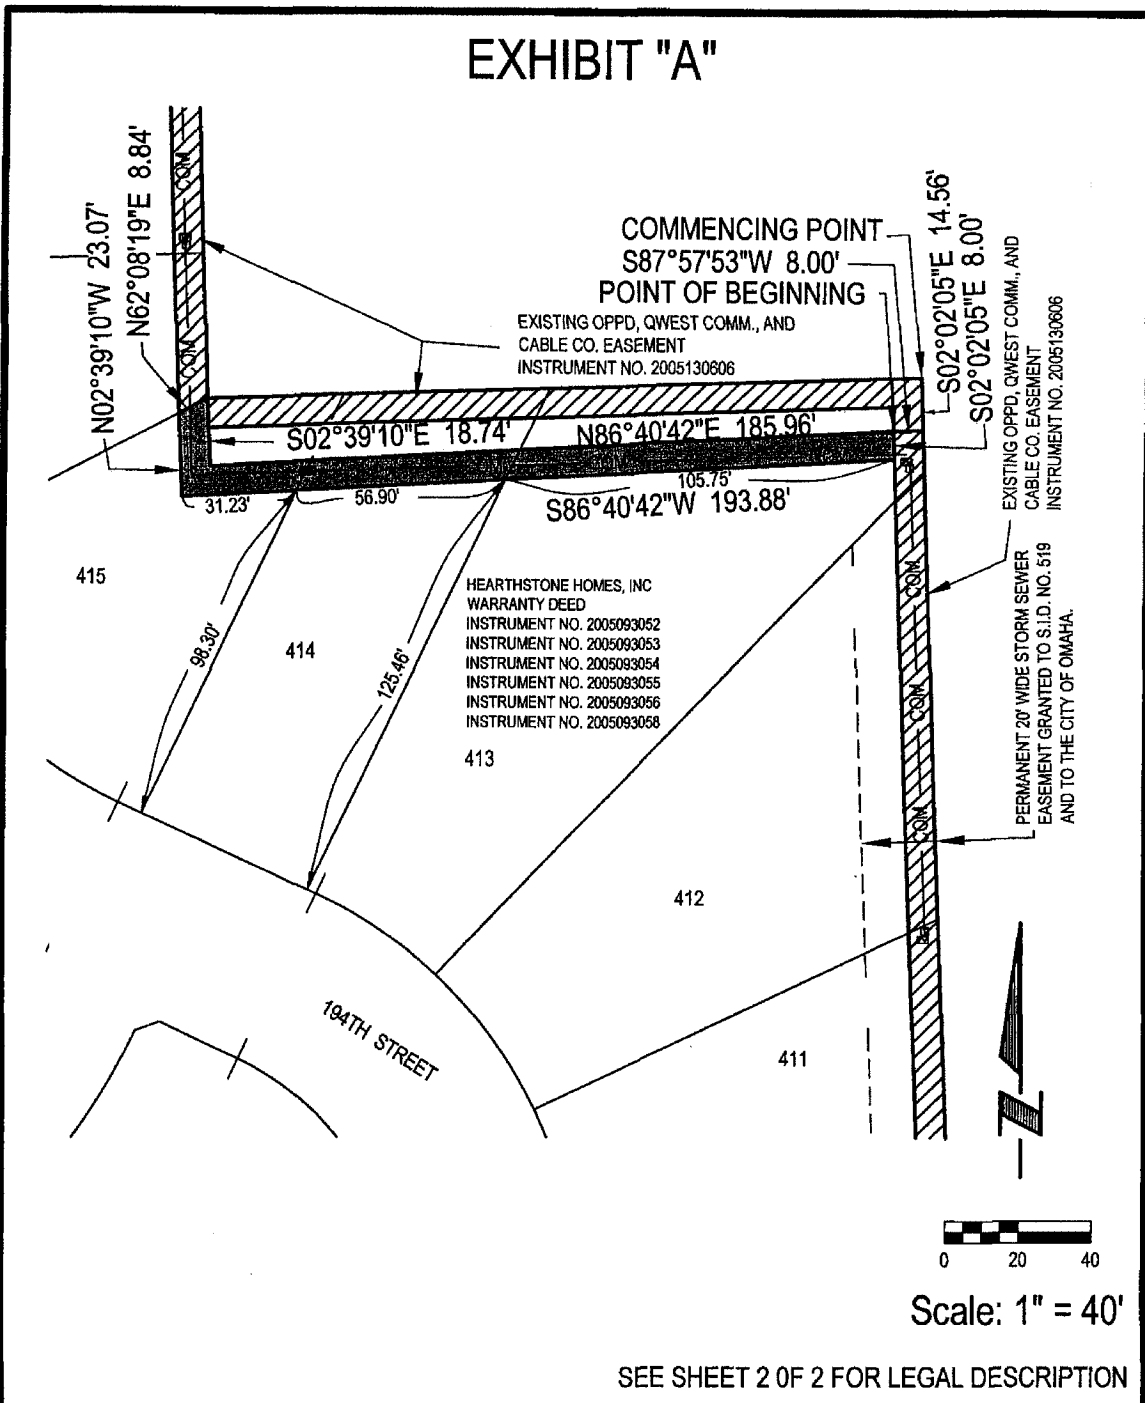 EXHIBIT "A"
COM
COM
N02°39'10"W 23.07'
N62°08'19"E 8.84'
COMMENCING POINT
S87°57'53"W 8.00'
POINT OF BEGINNING
S02°02'05"E 14.56'
S02°02'05"E 8.00'
EXISTING OPPD, QWEST COMM., AND
CABLE CO. EASEMENT
INSTRUMENT NO. 2005130606
EXISTING OPPD, QWEST COMM., AND
CABLE CO. EASEMENT
INSTRUMENT NO. 2005130606
S02°39'10"E 18.74'
N86°40'42"E 185.96'
31.23'
56.90'
105.75'
S86°40'42"W 193.88'
415
98.30'
414
125.46'
HEARTHSTONE HOMES, INC
WARRANTY DEED
INSTRUMENT NO. 2005093052
INSTRUMENT NO. 2005093053
INSTRUMENT NO. 2005093054
INSTRUMENT NO. 2005093055
INSTRUMENT NO. 2005093056
INSTRUMENT NO. 2005093058
413
COM
COM
COM
PERMANENT 20' WIDE STORM SEWER
EASEMENT GRANTED TO S.I.D. NO. 519
AND TO THE CITY OF OMAHA.
412
194TH STREET
411
N
0 20 40
Scale: 1" = 40'
SEE SHEET 2 0F 2 FOR LEGAL DESCRIPTION